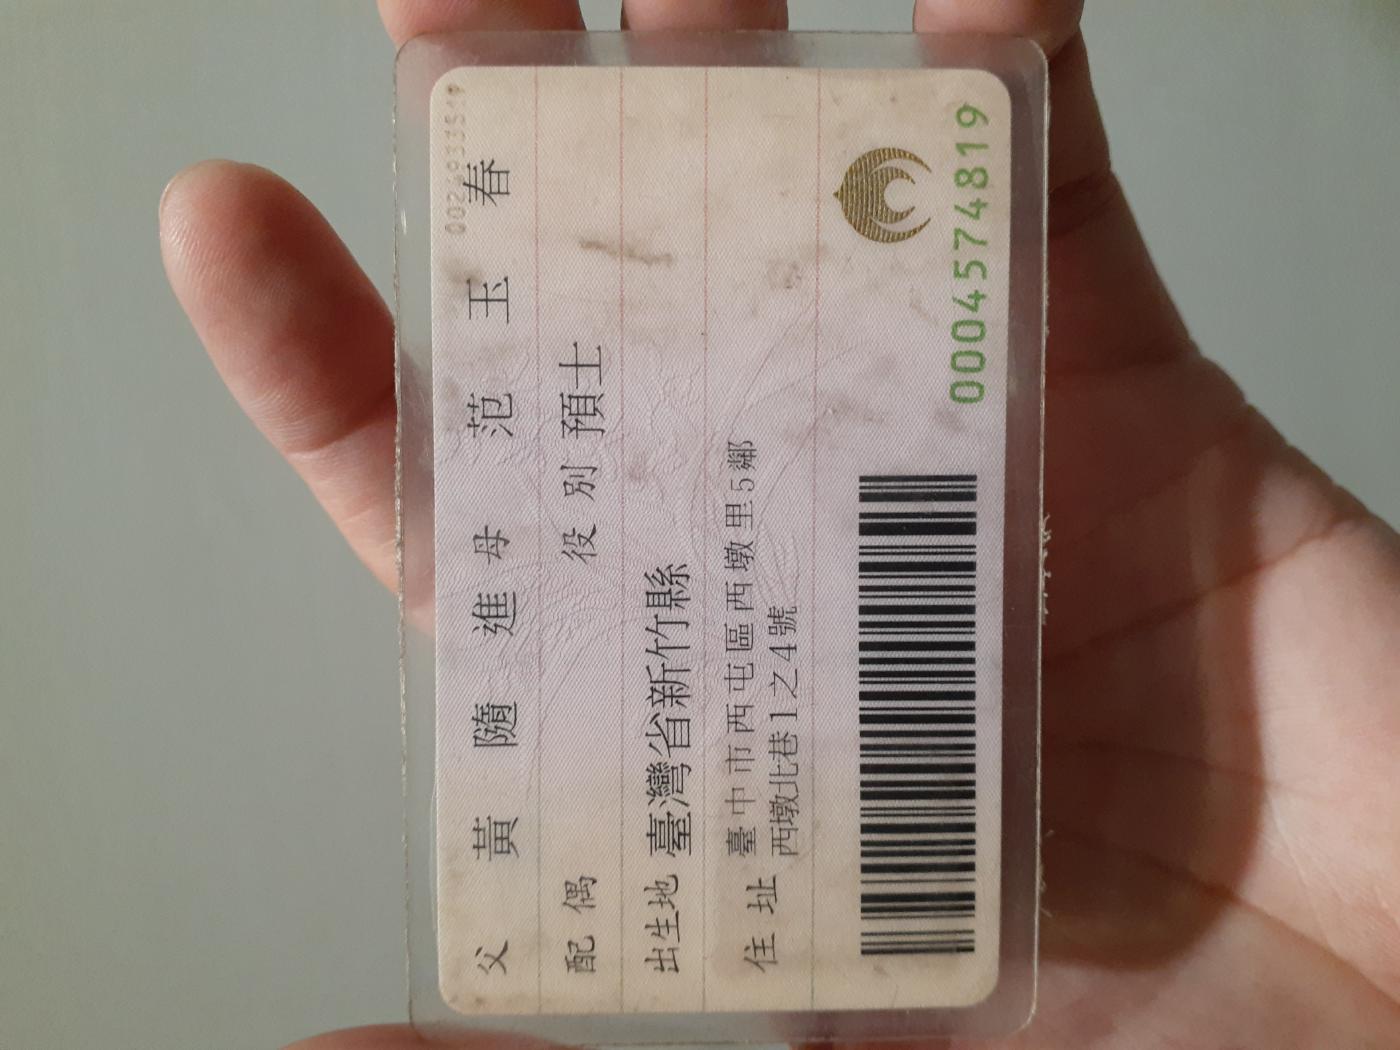 父 黃 隨 進 母 范 玉 春
配偶 役別 預士
出生地 臺灣省新竹縣
住址 臺中市西屯區西墩里5鄰
西墩北巷1之4號
0004574819